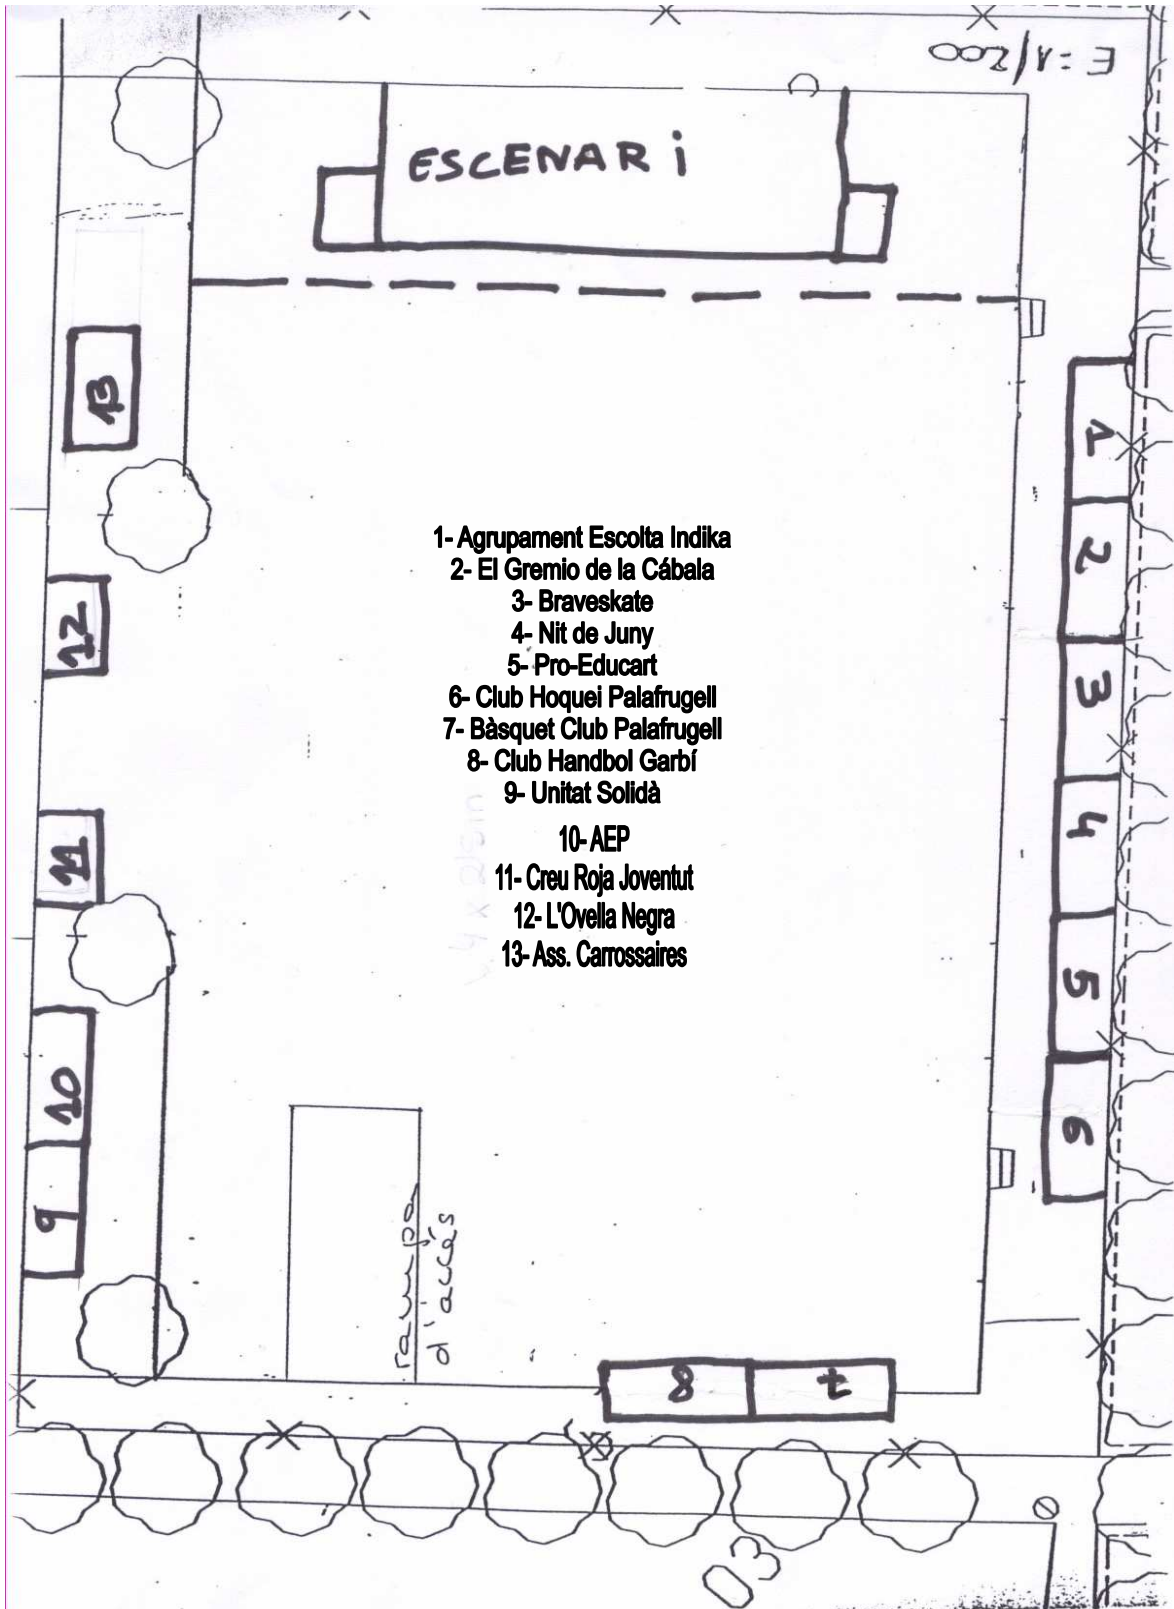 E=1/200
ESCENARi
13
1
2
12
3
1- Agrupament Escolta Indika
2- El Gremio de la Cábala
3- Braveskate
4- Nit de Juny
5- Pro-Educart
6- Club Hoquei Palafrugell
7- Bàsquet Club Palafrugell
8- Club Handbol Garbí
9- Unitat Solidà
10- AEP
11- Creu Roja Joventut
12- L'Ovella Negra
13- Ass. Carrossaires
4
11
5
10
6
9
rampa
d'accés
8
7
03